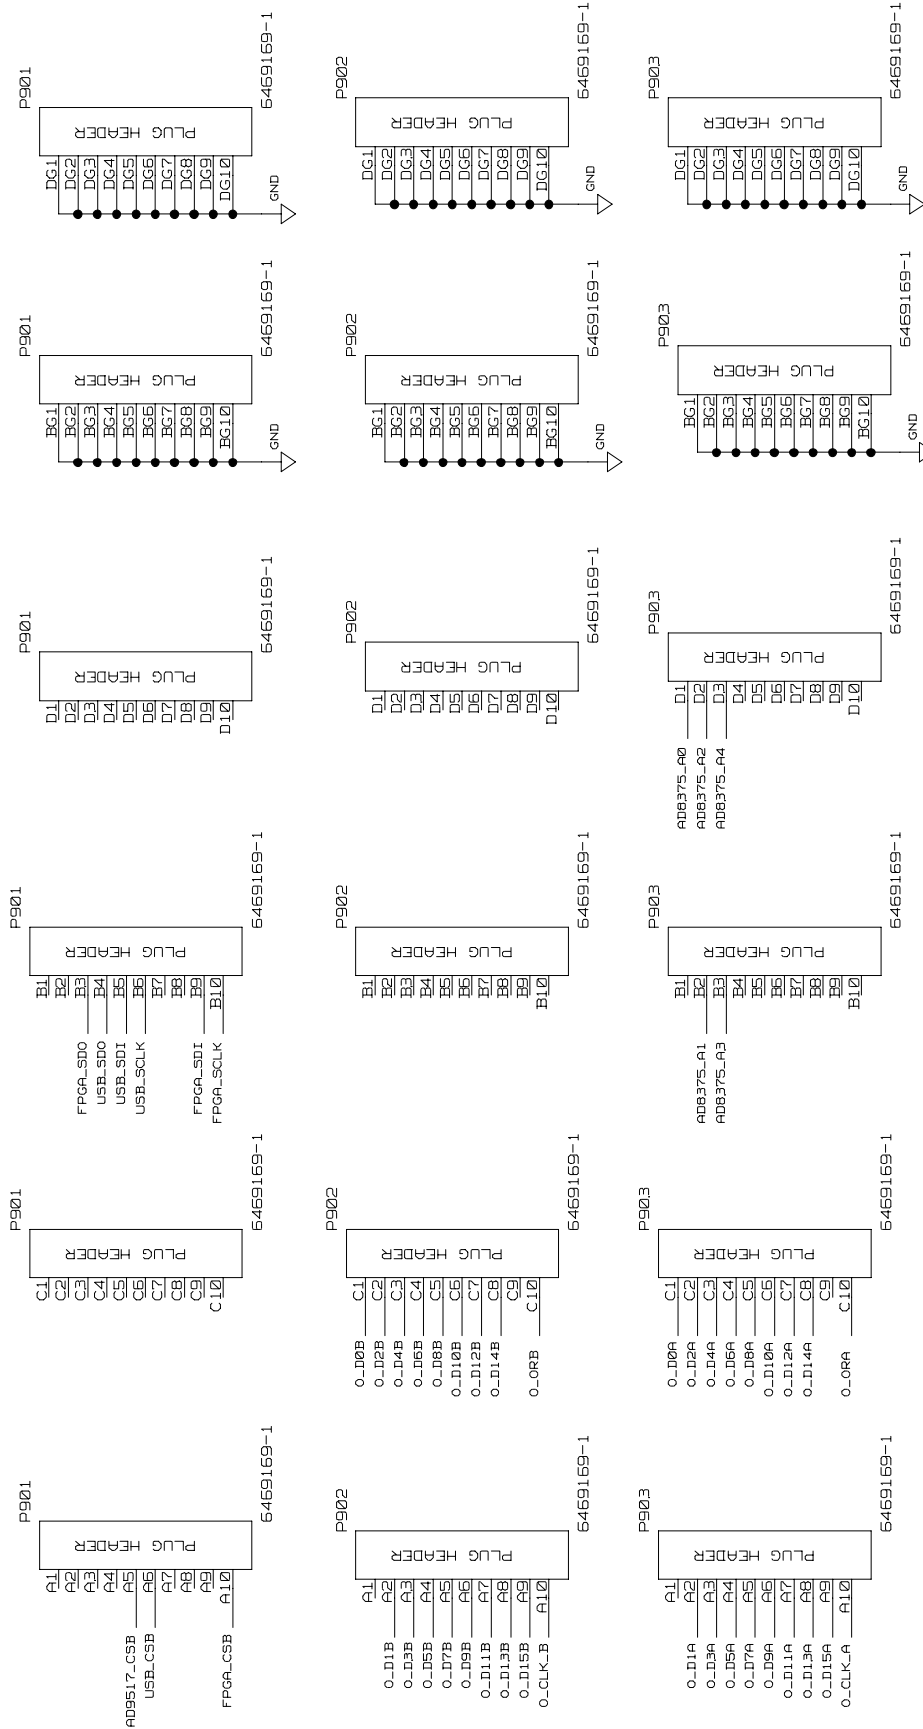 P901
A1
A2
A3
A4
AD9517_CSB A5
USB_CSB A6
A7
A8
A9
FPGA_CSB A10
PLUG HEADER
6469169-1
P901
C1
C2
C3
C4
C5
C6
C7
C8
C9
C10
PLUG HEADER
6469169-1
P901
B1
B2
FPGA_SDO B3
USB_SDO B4
USB_SDI B5
USB_SCLK B6
B7
B8
FPGA_SDI B9
FPGA_SCLK B10
PLUG HEADER
6469169-1
P901
D1
D2
D3
D4
D5
D6
D7
D8
D9
D10
PLUG HEADER
6469169-1
P901
BG1
BG2
BG3
BG4
BG5
BG6
BG7
BG8
BG9
BG10
PLUG HEADER
6469169-1
GND
P901
DG1
DG2
DG3
DG4
DG5
DG6
DG7
DG8
DG9
DG10
PLUG HEADER
6469169-1
GND
P902
A1
O_D1B A2
O_D3B A3
O_D5B A4
O_D7B A5
O_D9B A6
O_D11B A7
O_D13B A8
O_D15B A9
O_CLK_B A10
PLUG HEADER
6469169-1
P902
O_D0B C1
O_D2B C2
O_D4B C3
O_D6B C4
O_D8B C5
O_D10B C6
O_D12B C7
O_D14B C8
C9
O_ORB C10
PLUG HEADER
6469169-1
P902
B1
B2
B3
B4
B5
B6
B7
B8
B9
B10
PLUG HEADER
6469169-1
P902
D1
D2
D3
D4
D5
D6
D7
D8
D9
D10
PLUG HEADER
6469169-1
P902
BG1
BG2
BG3
BG4
BG5
BG6
BG7
BG8
BG9
BG10
PLUG HEADER
6469169-1
GND
P902
DG1
DG2
DG3
DG4
DG5
DG6
DG7
DG8
DG9
DG10
PLUG HEADER
6469169-1
GND
P903
A1
O_D1A A2
O_D3A A3
O_D5A A4
O_D7A A5
O_D9A A6
O_D11A A7
O_D13A A8
O_D15A A9
O_CLK_A A10
PLUG HEADER
6469169-1
P903
O_D0A C1
O_D2A C2
O_D4A C3
O_D6A C4
O_D8A C5
O_D10A C6
O_D12A C7
O_D14A C8
C9
O_ORA C10
PLUG HEADER
6469169-1
P903
B1
AD8375_A1 B2
AD8375_A3 B3
B4
B5
B6
B7
B8
B9
B10
PLUG HEADER
6469169-1
P903
AD8375_A0 D1
AD8375_A2 D2
AD8375_A4 D3
D4
D5
D6
D7
D8
D9
D10
PLUG HEADER
6469169-1
P903
BG1
BG2
BG3
BG4
BG5
BG6
BG7
BG8
BG9
BG10
PLUG HEADER
6469169-1
GND
P903
DG1
DG2
DG3
DG4
DG5
DG6
DG7
DG8
DG9
DG10
PLUG HEADER
6469169-1
GND